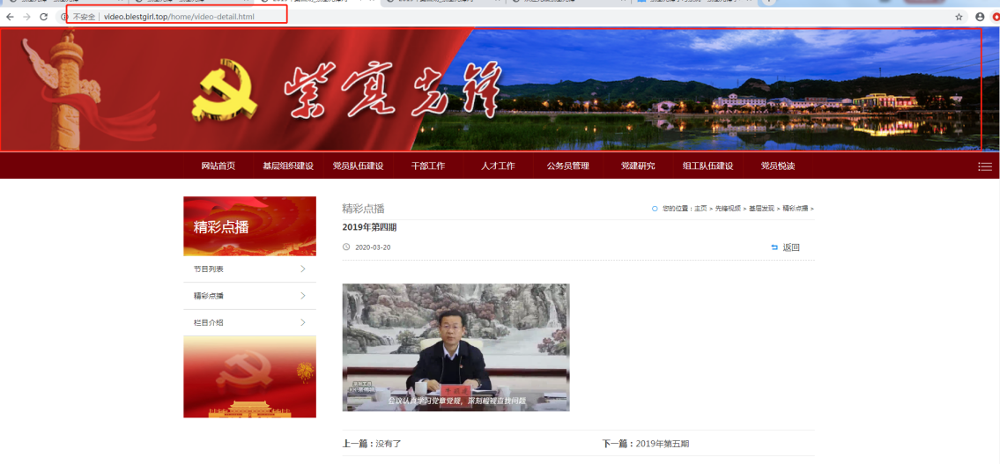 不安全 | video.blestgirl.top/home/video-detail.html
紫塞先锋
网站首页 基层组织建设 党员队伍建设 干部工作 人才工作 公务员管理 党建研究 组工队伍建设 党员悦读
精彩点播
节目列表
精彩点播
栏目介绍
精彩点播
您的位置：主页 > 先锋视频 > 基层发现 > 精彩点播 >
2019年第四期
2020-03-20
返回
会议认真学习党章党规，深刻检视查找问题
上一篇：没有了
下一篇：2019年第五期